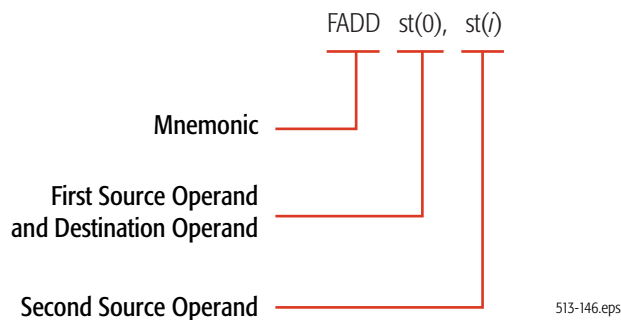 FADD st(0), st(i)
Mnemonic
First Source Operand
and Destination Operand
Second Source Operand
513-146.eps